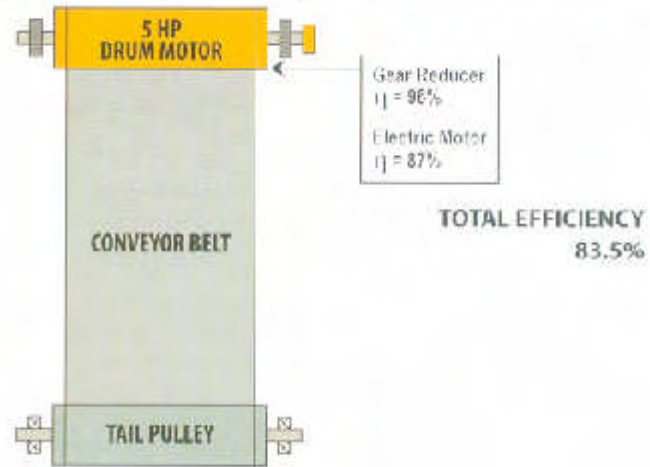 5 HP
DRUM MOTOR
Gear Reducer
η = 96%
Electric Motor
η = 87%
TOTAL EFFICIENCY
83.5%
CONVEYOR BELT
TAIL PULLEY